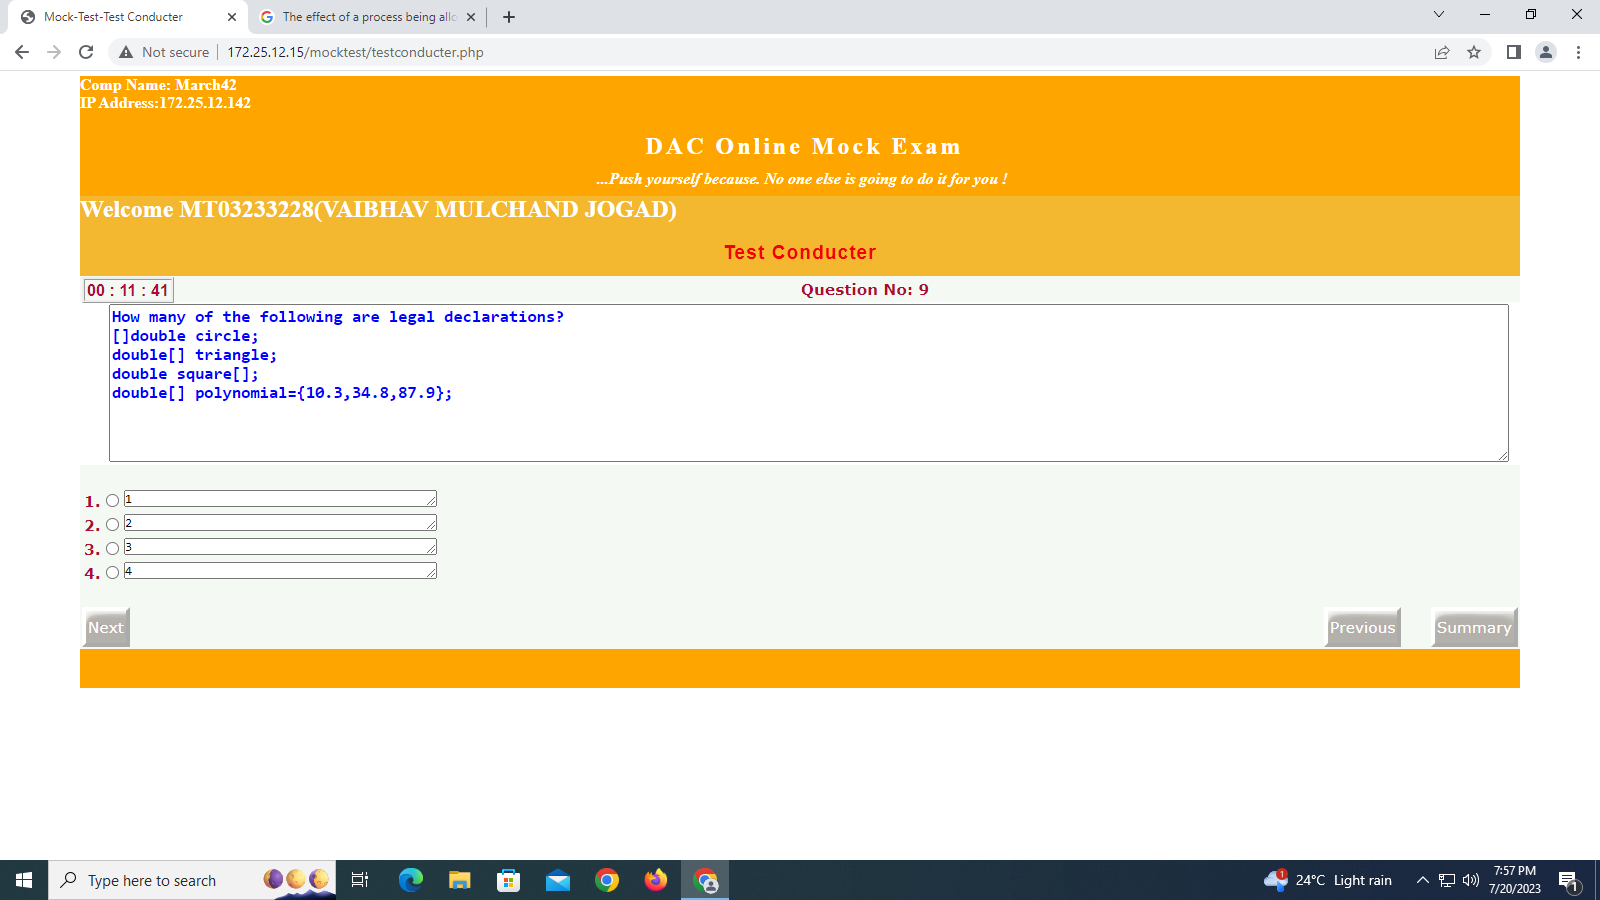 Mock-Test-Test Conducter
The effect of a process being allo
Not secure
172.25.12.15/mocktest/testconducter.php
Comp Name: March42
IP Address:172.25.12.142
DAC Online Mock Exam
...Push yourself because. No one else is going to do it for you !
Welcome MT03233228(VAIBHAV MULCHAND JOGAD)
Test Conducter
00 : 11 : 41
Question No: 9
How many of the following are legal declarations?
[]double circle;
double[] triangle;
double square[];
double[] polynomial={10.3,34.8,87.9};
1. 1
2. 2
3. 3
4. 4
Next
Previous
Summary
Type here to search
1
24°C Light rain
7:57 PM
7/20/2023
1